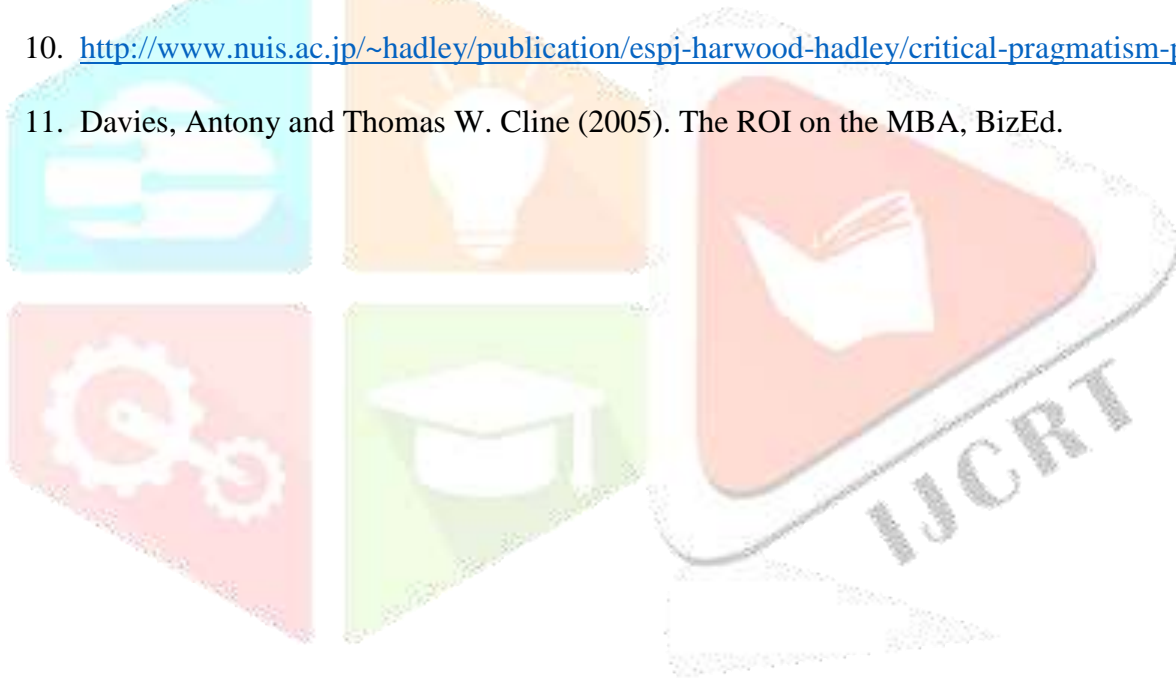 10. http://www.nuis.ac.jp/~hadley/publication/espj-harwood-hadley/critical-pragmatism-p
11. Davies, Antony and Thomas W. Cline (2005). The ROI on the MBA, BizEd.
IJCRT